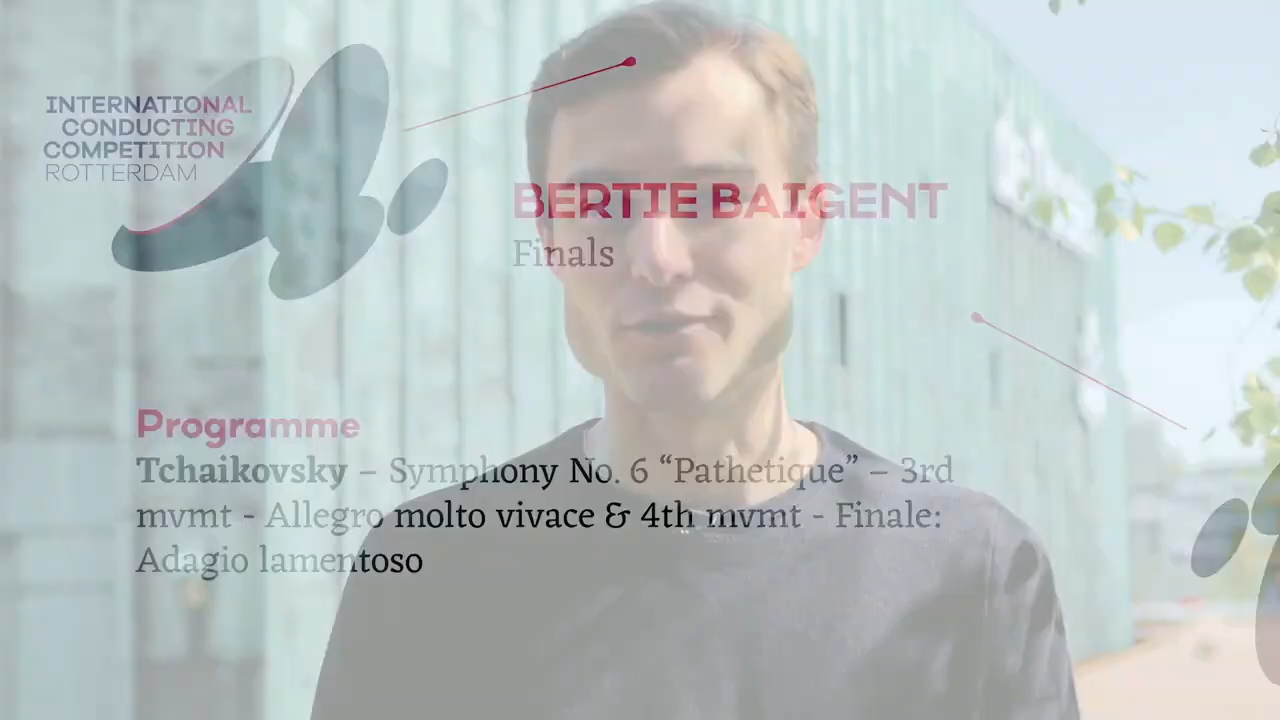 INTERNATIONAL
CONDUCTING
COMPETITION
ROTTERDAM
BERTIE BAIGENT
Finals
Programme
Tchaikovsky – Symphony No. 6 “Pathetique” – 3rd
mvmt - Allegro molto vivace & 4th mvmt - Finale:
Adagio lamentoso